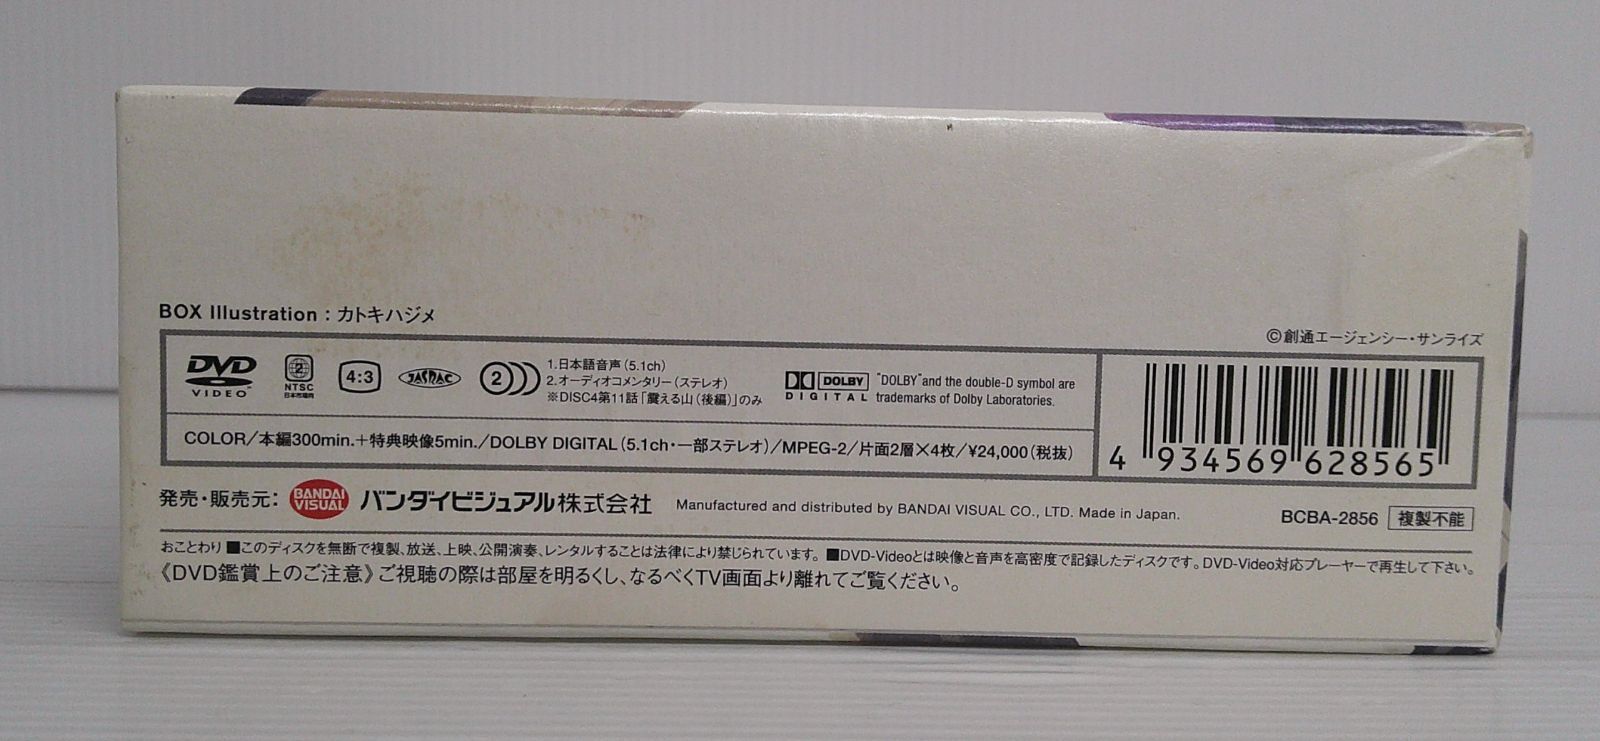 BOX Illustration：カトキハジメ
©創通エージェンシー・サンライズ
DVD VIDEO
2 NTSC 日本市場向
4:3
JASRAC
2
1.日本語音声（5.1ch）
2.オーディオコメンタリー（ステレオ）
※DISC4第11話「震える山（後編）」のみ
DOLBY DIGITAL
"DOLBY"and the double-D symbol are
trademarks of Dolby Laboratories.
COLOR／本編300min.＋特典映像5min.／DOLBY DIGITAL（5.1ch・一部ステレオ）／MPEG-2／片面2層×4枚／¥24,000（税抜）
4 934569 628565
発売・販売元： BANDAI VISUAL バンダイビジュアル株式会社 Manufactured and distributed by BANDAI VISUAL CO., LTD. Made in Japan.
BCBA-2856 複製不能
おことわり ■このディスクを無断で複製、放送、上映、公開演奏、レンタルすることは法律により禁じられています。 ■DVD-Videoとは映像と音声を高密度で記録したディスクです。DVD-Video対応プレーヤーで再生して下さい。
《DVD鑑賞上のご注意》ご視聴の際は部屋を明るくし、なるべくTV画面より離れてご覧ください。